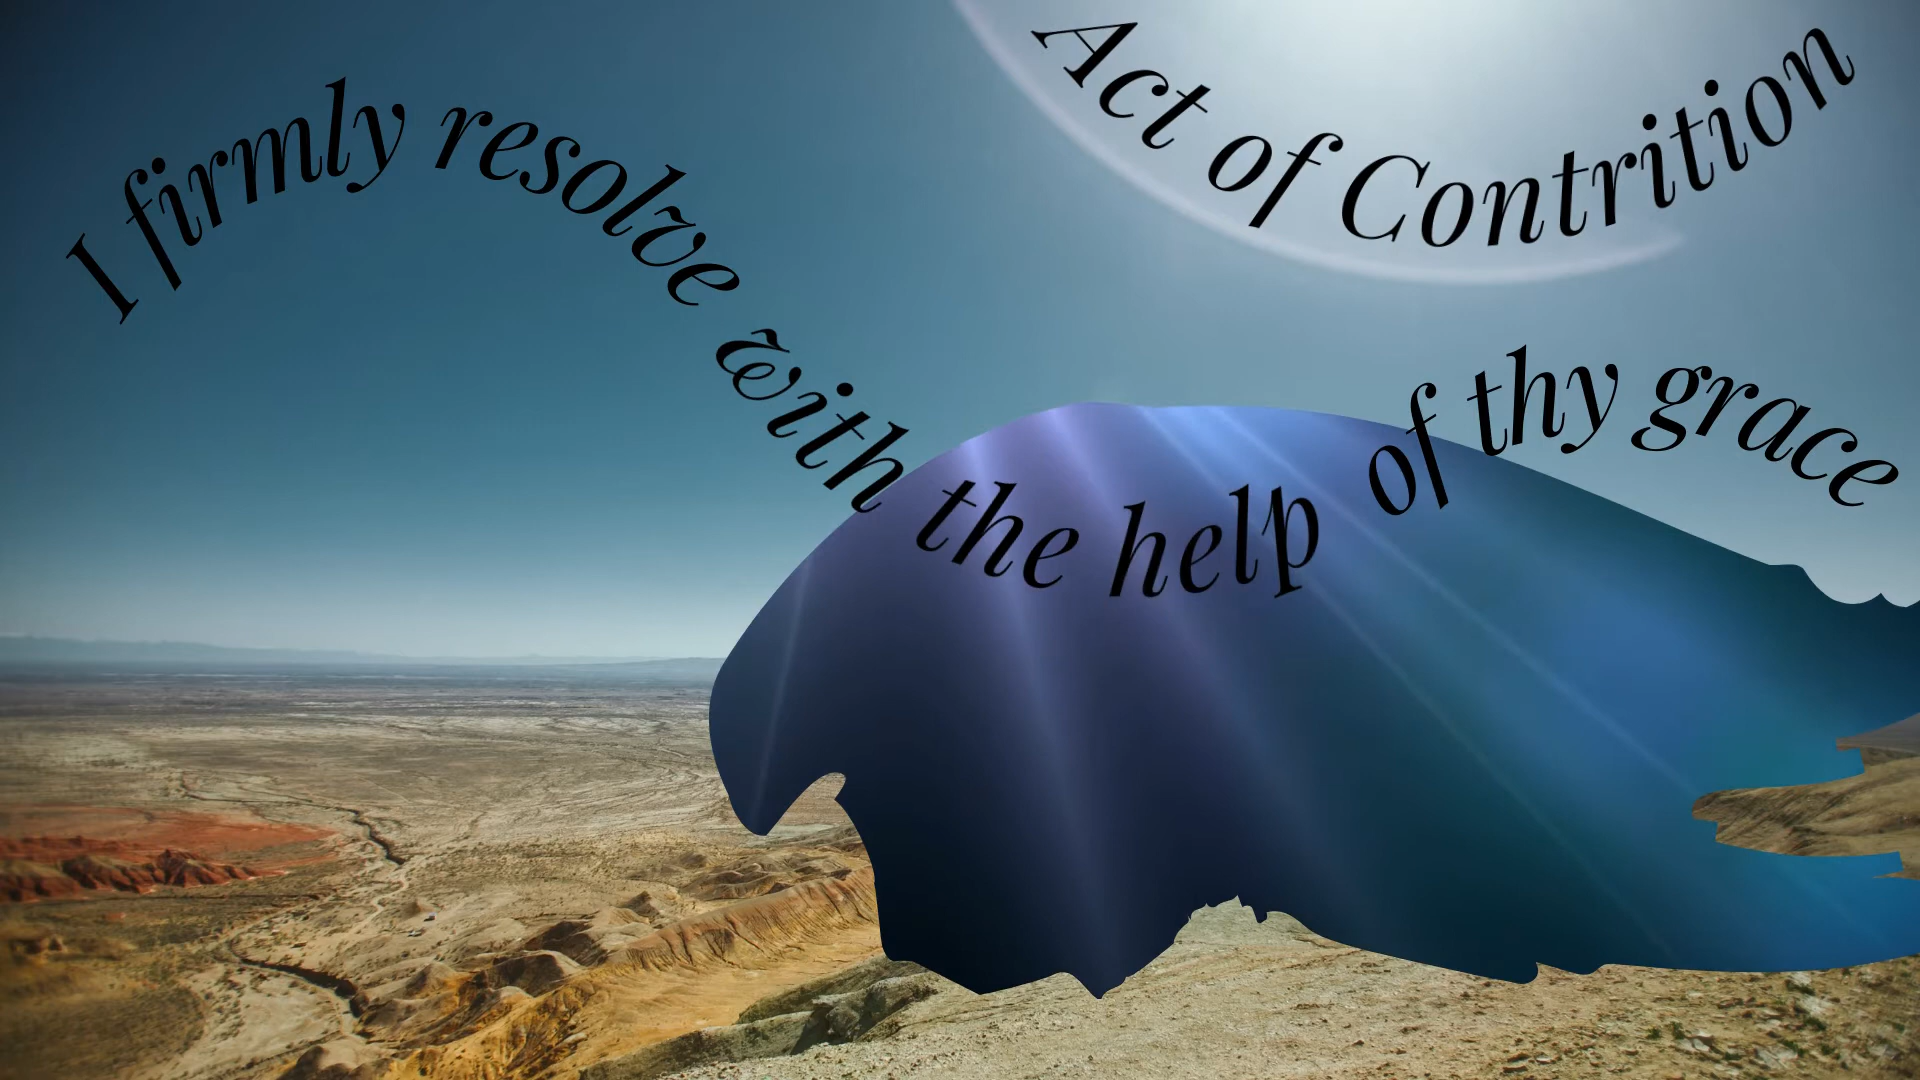 Act of Contrition
I firmly resolve with the help of thy grace